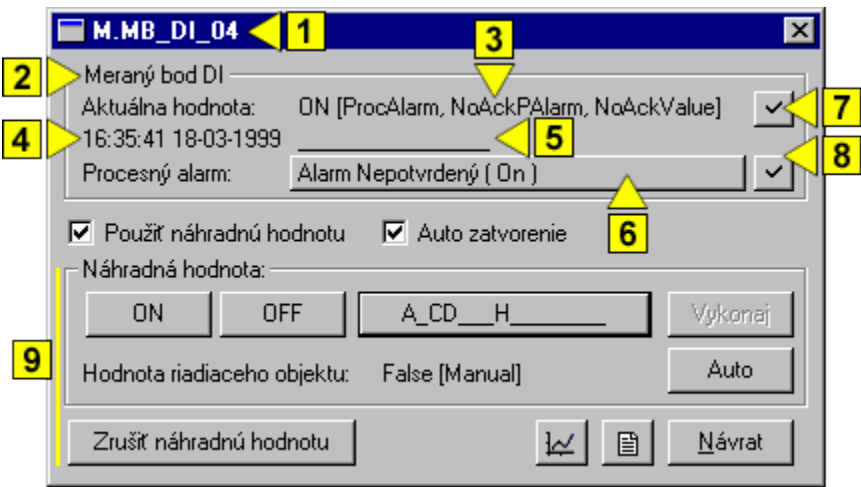 M.MB_DI_04 1
3
2 Meraný bod DI
Aktuálna hodnota: ON [ProcAlarm, NoAckPAlarm, NoAckValue] 7
4 16:35:41 18-03-1999 ________________ 5
8
Procesný alarm: Alarm Nepotvrdený ( On )
6
Použiť náhradnú hodnotu Auto zatvorenie
Náhradná hodnota:
ON OFF A_CD___H________ Vykonaj
9
Hodnota riadiaceho objektu: False [Manual] Auto
Zrušiť náhradnú hodnotu Návrat